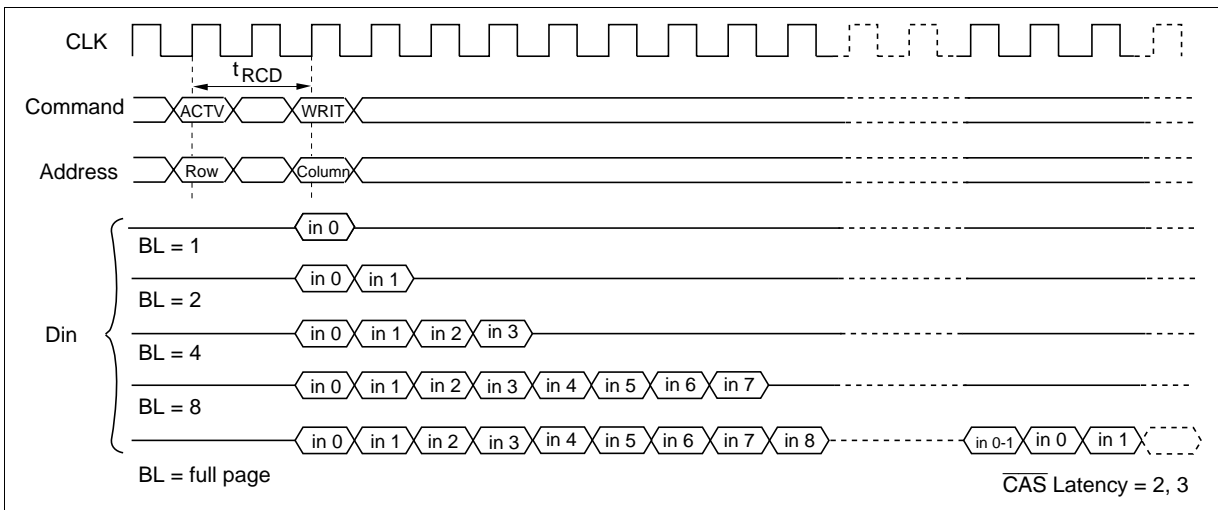 CLK
tRCD
Command ACTV WRIT
Address Row Column
Din
in 0
BL = 1
in 0 in 1
BL = 2
in 0 in 1 in 2 in 3
BL = 4
in 0 in 1 in 2 in 3 in 4 in 5 in 6 in 7
BL = 8
in 0 in 1 in 2 in 3 in 4 in 5 in 6 in 7 in 8 in 0-1 in 0 in 1
BL = full page
CAS Latency = 2, 3